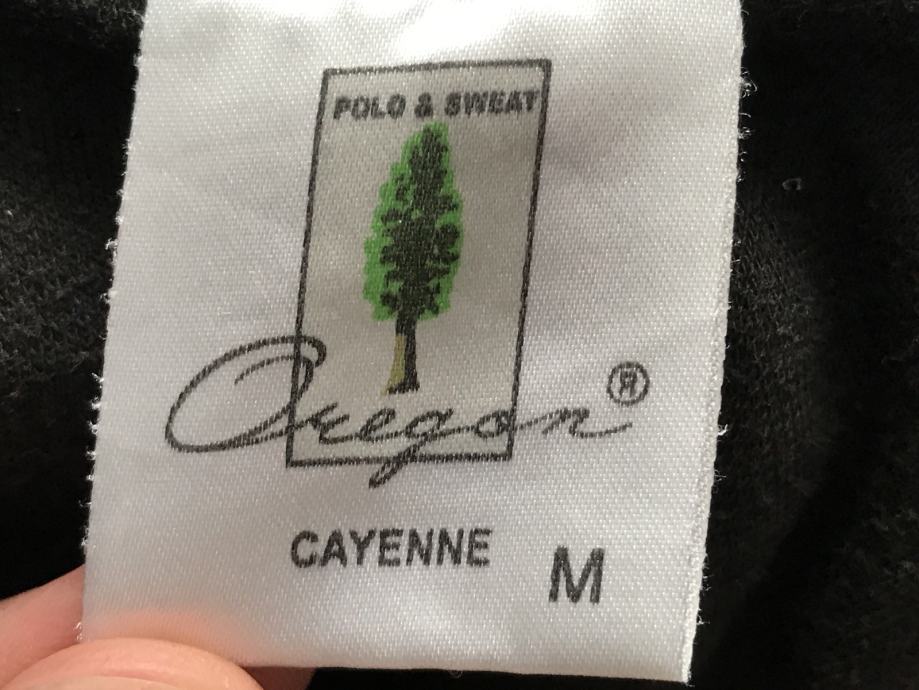 POLO & SWEAT
Oregon®
CAYENNE
M